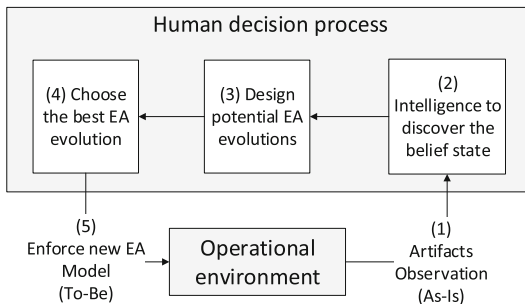 Human decision process
(4) Choose
the best EA
evolution
(3) Design
potential EA
evolutions
(2)
Intelligence to
discover the
belief state
(5)
Enforce new EA
Model
(To-Be)
Operational
environment
(1)
Artifacts
Observation
(As-Is)